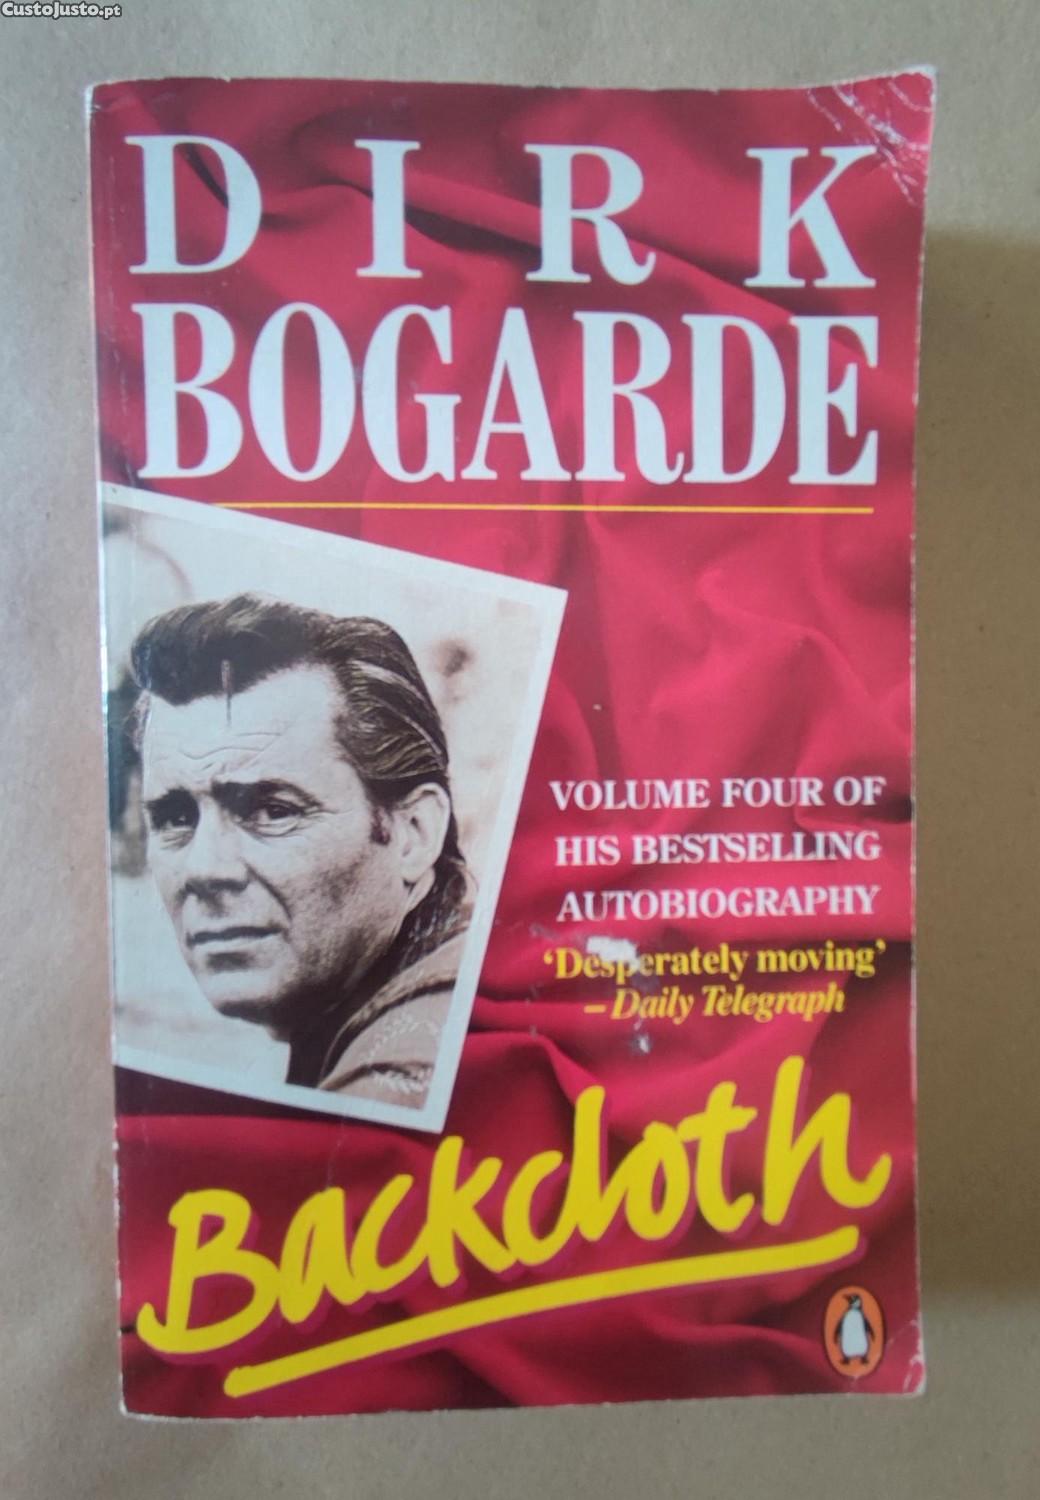 CustoJusto.pt
DIRK
BOGARDE
VOLUME FOUR OF
HIS BESTSELLING
AUTOBIOGRAPHY
‘Desperately moving’
– Daily Telegraph
Backcloth